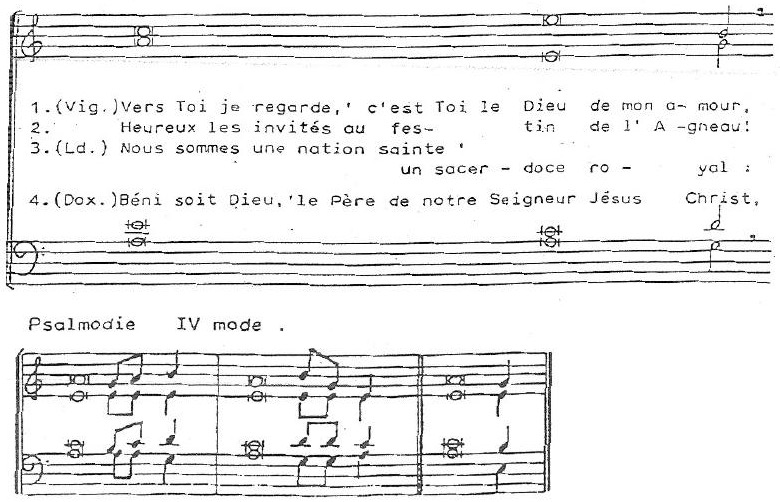 1.(Vig.)Vers Toi je regarde,' c'est Toi le Dieu de mon a- mour,
2. Heureux les invités au fes- tin de l' A -gneau!
3.(Ld.) Nous sommes une nation sainte '
un sacer - doce ro - yal :
4.(Dox.)Béni soit Dieu,'le Père de notre Seigneur Jésus Christ,
Psalmodie IV mode .